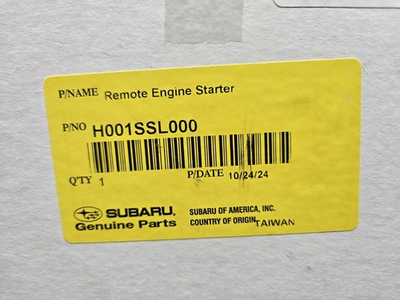 P/NAME Remote Engine Starter
P/NO H001SSL000
Q'TY 1 P/DATE 10/24/24
SUBARU. SUBARU OF AMERICA, INC.
Genuine Parts COUNTRY OF ORIGIN TAIWAN